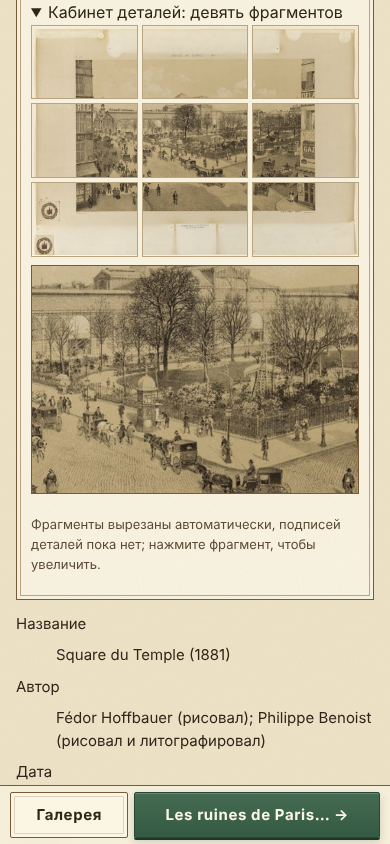 ▼ Кабинет деталей: девять фрагментов
Фрагменты вырезаны автоматически, подписей
деталей пока нет; нажмите фрагмент, чтобы
увеличить.
Название
Square du Temple (1881)
Автор
Fédor Hoffbauer (рисовал); Philippe Benoist
(рисовал и литографировал)
Дата
Галерея
Les ruines de Paris... →